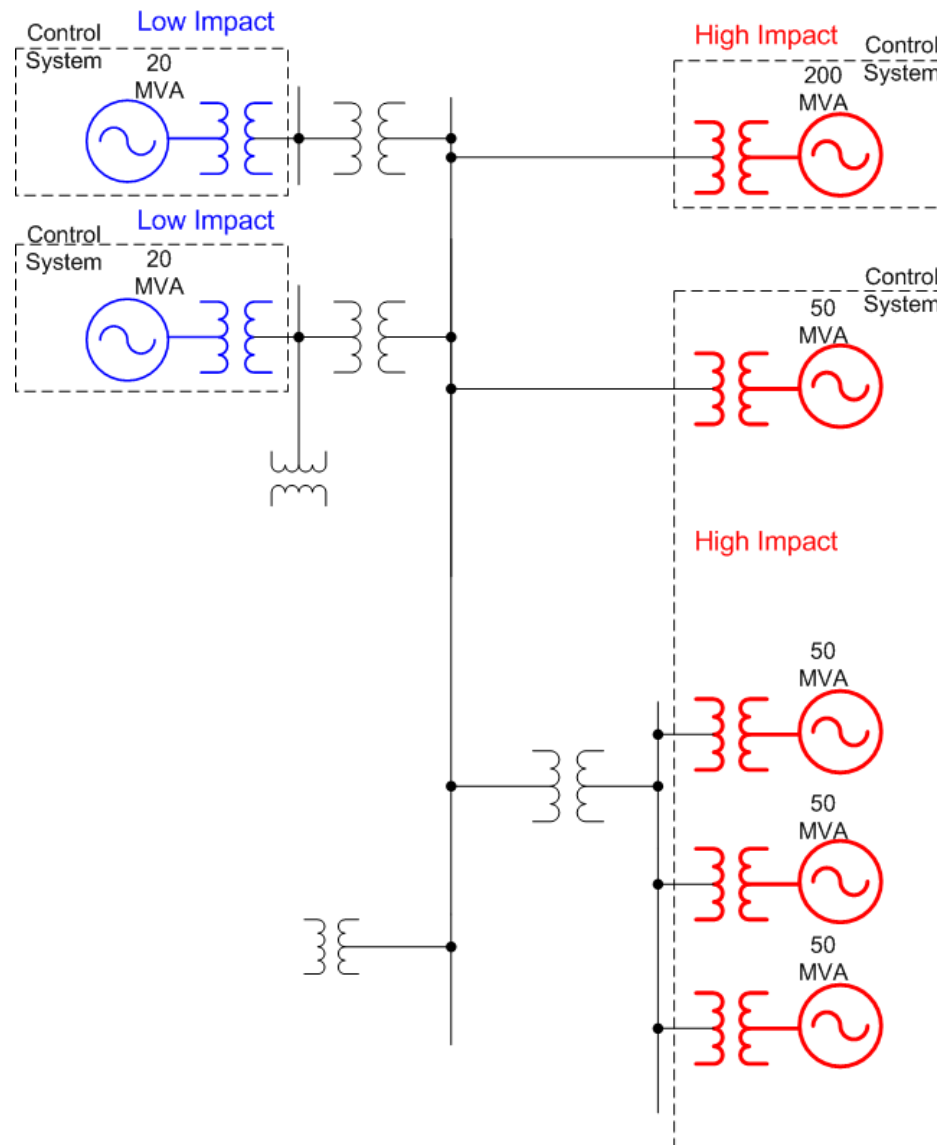 Low Impact
Control
System
20
MVA
Low Impact
Control
System
20
MVA
High Impact
Control
System
200
MVA
Control
System
50
MVA
High Impact
50
MVA
50
MVA
50
MVA